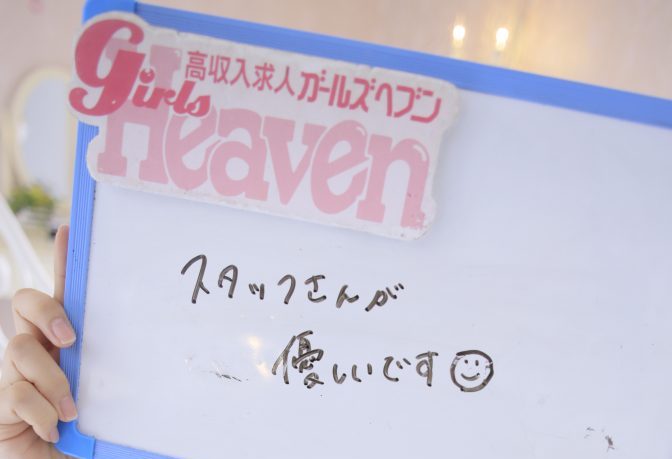 高収入求人ガールズヘブン
Girls
Heaven
スタッフさんが
優しいです☺